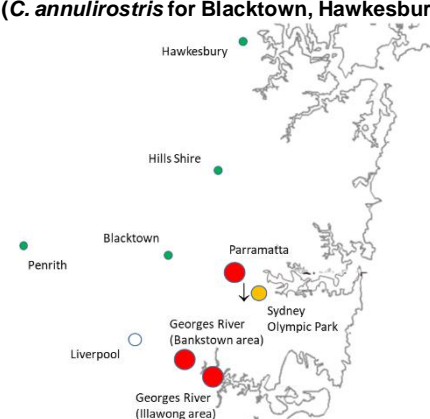 (C. annulirostris for Blacktown, Hawkesbur
Hawkesbury
Hills Shire
Blacktown
Parramatta
Penrith
Sydney
Olympic Park
Georges River
(Bankstown area)
Liverpool
Georges River
(Illawong area)